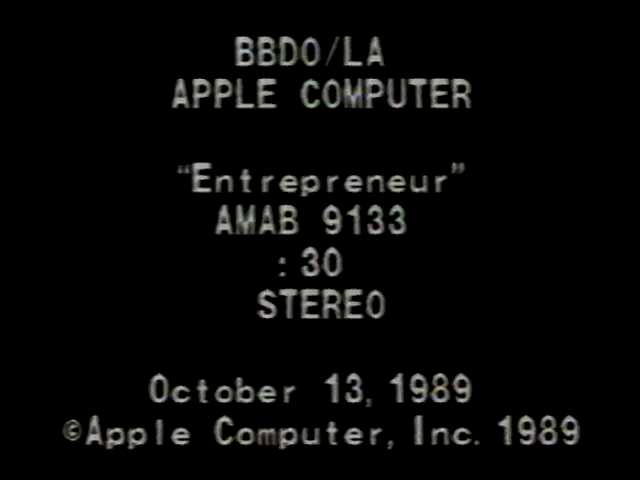 BBDO/LA
APPLE COMPUTER
“Entrepreneur”
AMAB 9133
:30
STEREO
October 13, 1989
©Apple Computer, Inc. 1989